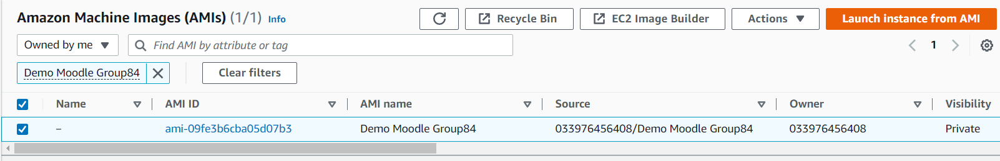 Amazon Machine Images (AMIs) (1/1) Info
Recycle Bin
EC2 Image Builder
Actions
Launch instance from AMI
Owned by me
Find AMI by attribute or tag
1
Demo Moodle Group84
Clear filters
Name AMI ID AMI name Source Owner Visibility
– ami-09fe3b6cba05d07b3 Demo Moodle Group84 033976456408/Demo Moodle Group84 033976456408 Private